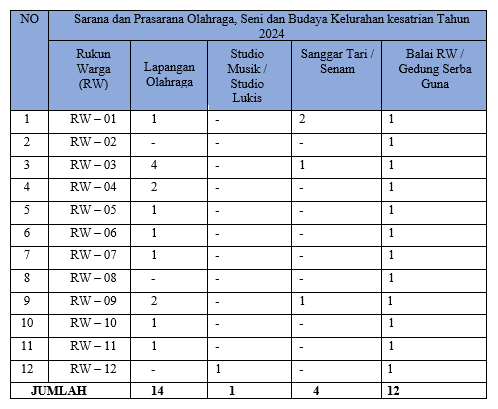 NO Sarana dan Prasarana Olahraga, Seni dan Budaya Kelurahan kesatrian Tahun
2024
Rukun Warga (RW) Lapangan Olahraga Studio Musik / Studio Lukis Sanggar Tari / Senam Balai RW / Gedung Serba Guna
1 RW – 01 1 - 2 1
2 RW – 02 - - - 1
3 RW – 03 4 - 1 1
4 RW – 04 2 - - 1
5 RW – 05 1 - - 1
6 RW – 06 1 - - 1
7 RW – 07 1 - - 1
8 RW – 08 - - - 1
9 RW – 09 2 - 1 1
10 RW – 10 1 - - 1
11 RW – 11 1 - - 1
12 RW – 12 - 1 - 1
JUMLAH 14 1 4 12